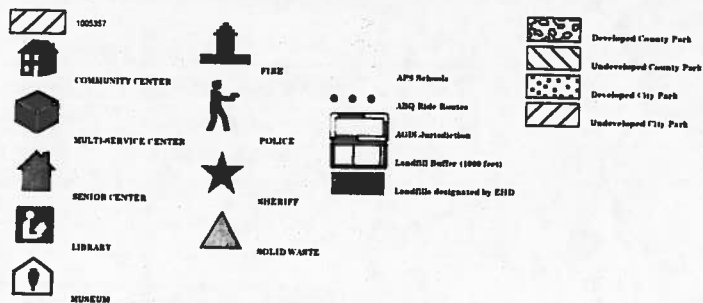 1005357
COMMUNITY CENTER
MULTI-SERVICE CENTER
SENIOR CENTER
LIBRARY
MUSEUM
FIRE
POLICE
SHERIFF
SOLID WASTE
APS Schools
ABQ Ride Routes
AGIS Jurisdiction
Landfill Buffer (1000 feet)
Landfills designated by EHD
Developed County Park
Undeveloped County Park
Developed City Park
Undeveloped City Park